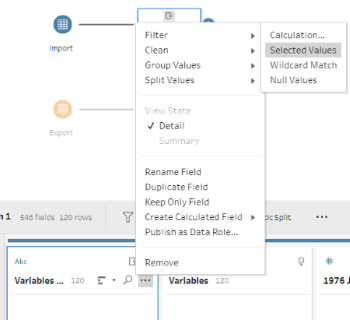 Import
Export
Filter
Clean
Group Values
Split Values
View State
Detail
Summary
Rename Field
Duplicate Field
Keep Only Field
Create Calculated Field
Publish as Data Role...
Remove
Calculation...
Selected Values
Wildcard Match
Null Values
1 546 fields 120 rows
Split
Abc
Variables ... 120
Variables 120
#
1976